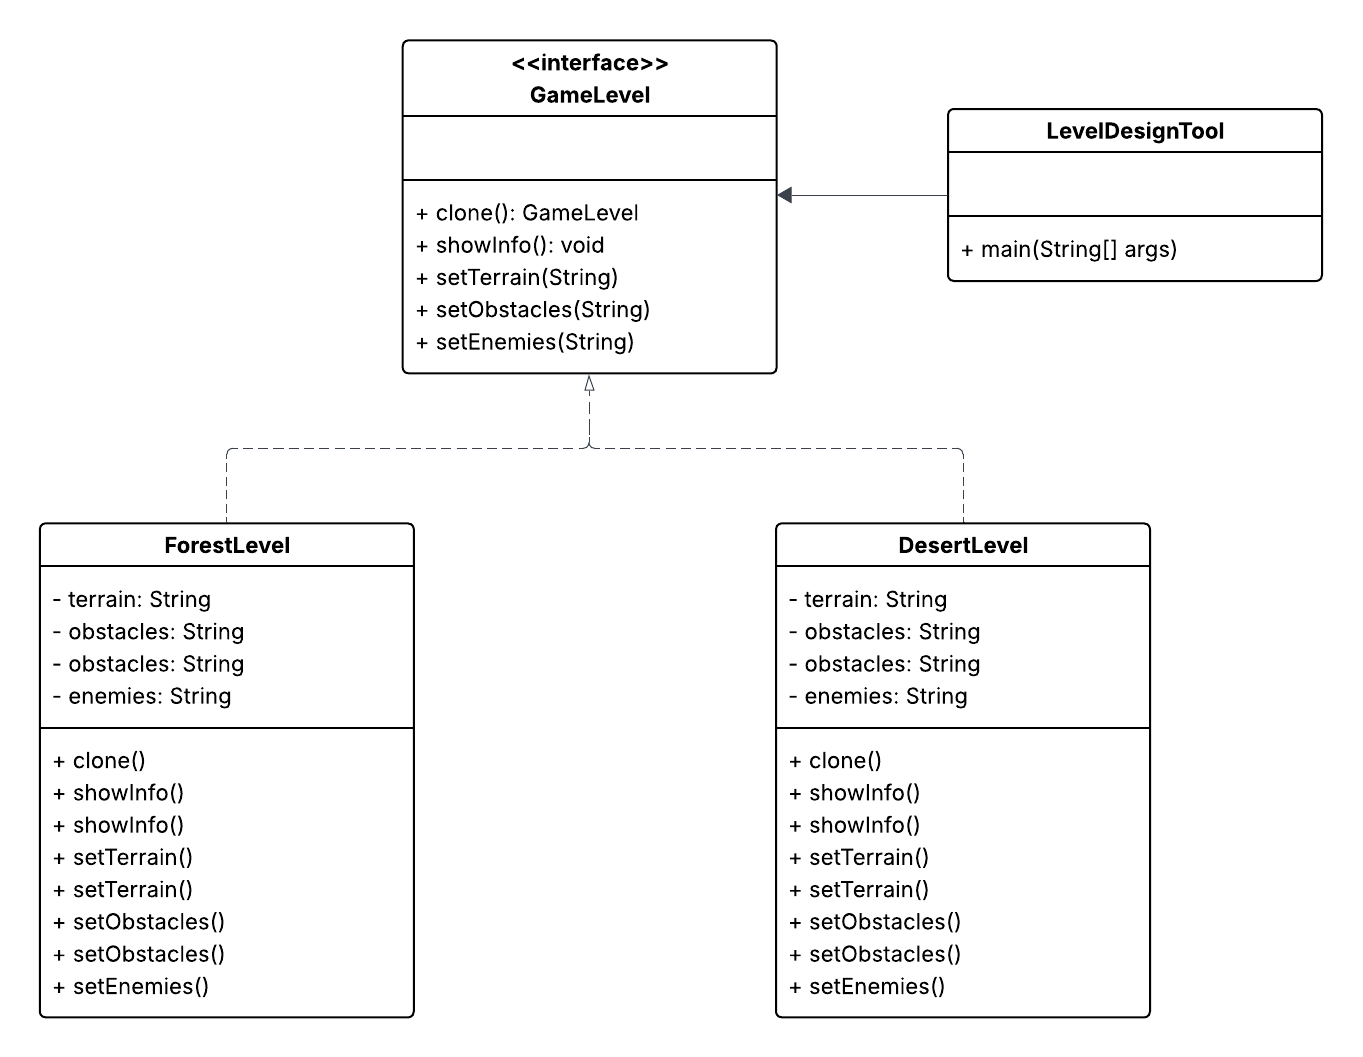 <<interface>>
GameLevel
+ clone(): GameLevel
+ showInfo(): void
+ setTerrain(String)
+ setObstacles(String)
+ setEnemies(String)
LevelDesignTool
+ main(String[] args)
ForestLevel
- terrain: String
- obstacles: String
- obstacles: String
- enemies: String
+ clone()
+ showInfo()
+ showInfo()
+ setTerrain()
+ setTerrain()
+ setObstacles()
+ setObstacles()
+ setEnemies()
DesertLevel
- terrain: String
- obstacles: String
- obstacles: String
- enemies: String
+ clone()
+ showInfo()
+ showInfo()
+ setTerrain()
+ setTerrain()
+ setObstacles()
+ setObstacles()
+ setEnemies()